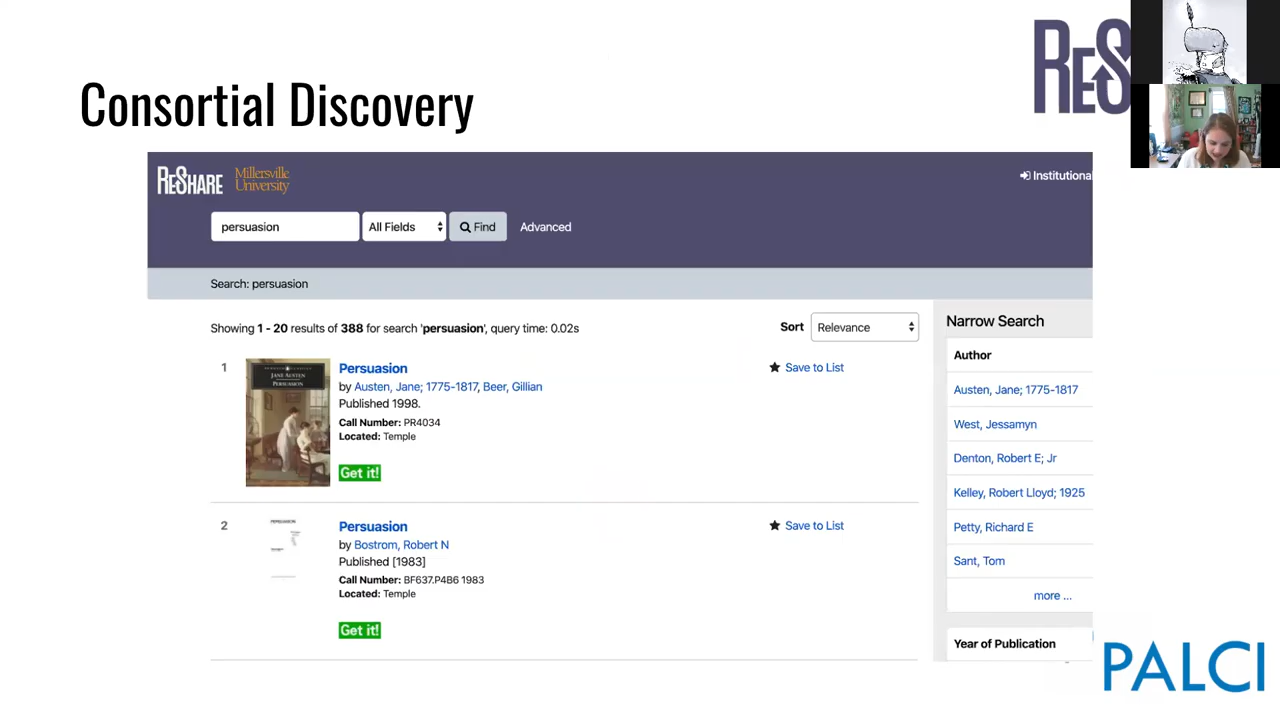 RES
Consortial Discovery
RESHARE
Millersville
University
Institutional
persuasion
All Fields
Find
Advanced
Search: persuasion
Showing 1 - 20 results of 388 for search 'persuasion', query time: 0.02s
Sort
Relevance
Narrow Search
1
JANE AUSTEN
PERSUASION
Persuasion
by Austen, Jane; 1775-1817, Beer, Gillian
Published 1998.
Call Number: PR4034
Located: Temple
Get it!
Save to List
Author
Austen, Jane; 1775-1817
West, Jessamyn
Denton, Robert E; Jr
Kelley, Robert Lloyd; 1925
Petty, Richard E
Sant, Tom
more ...
2
PERSUASION
Persuasion
by Bostrom, Robert N
Published [1983]
Call Number: BF637.P4B6 1983
Located: Temple
Get it!
Save to List
Year of Publication
PALCI